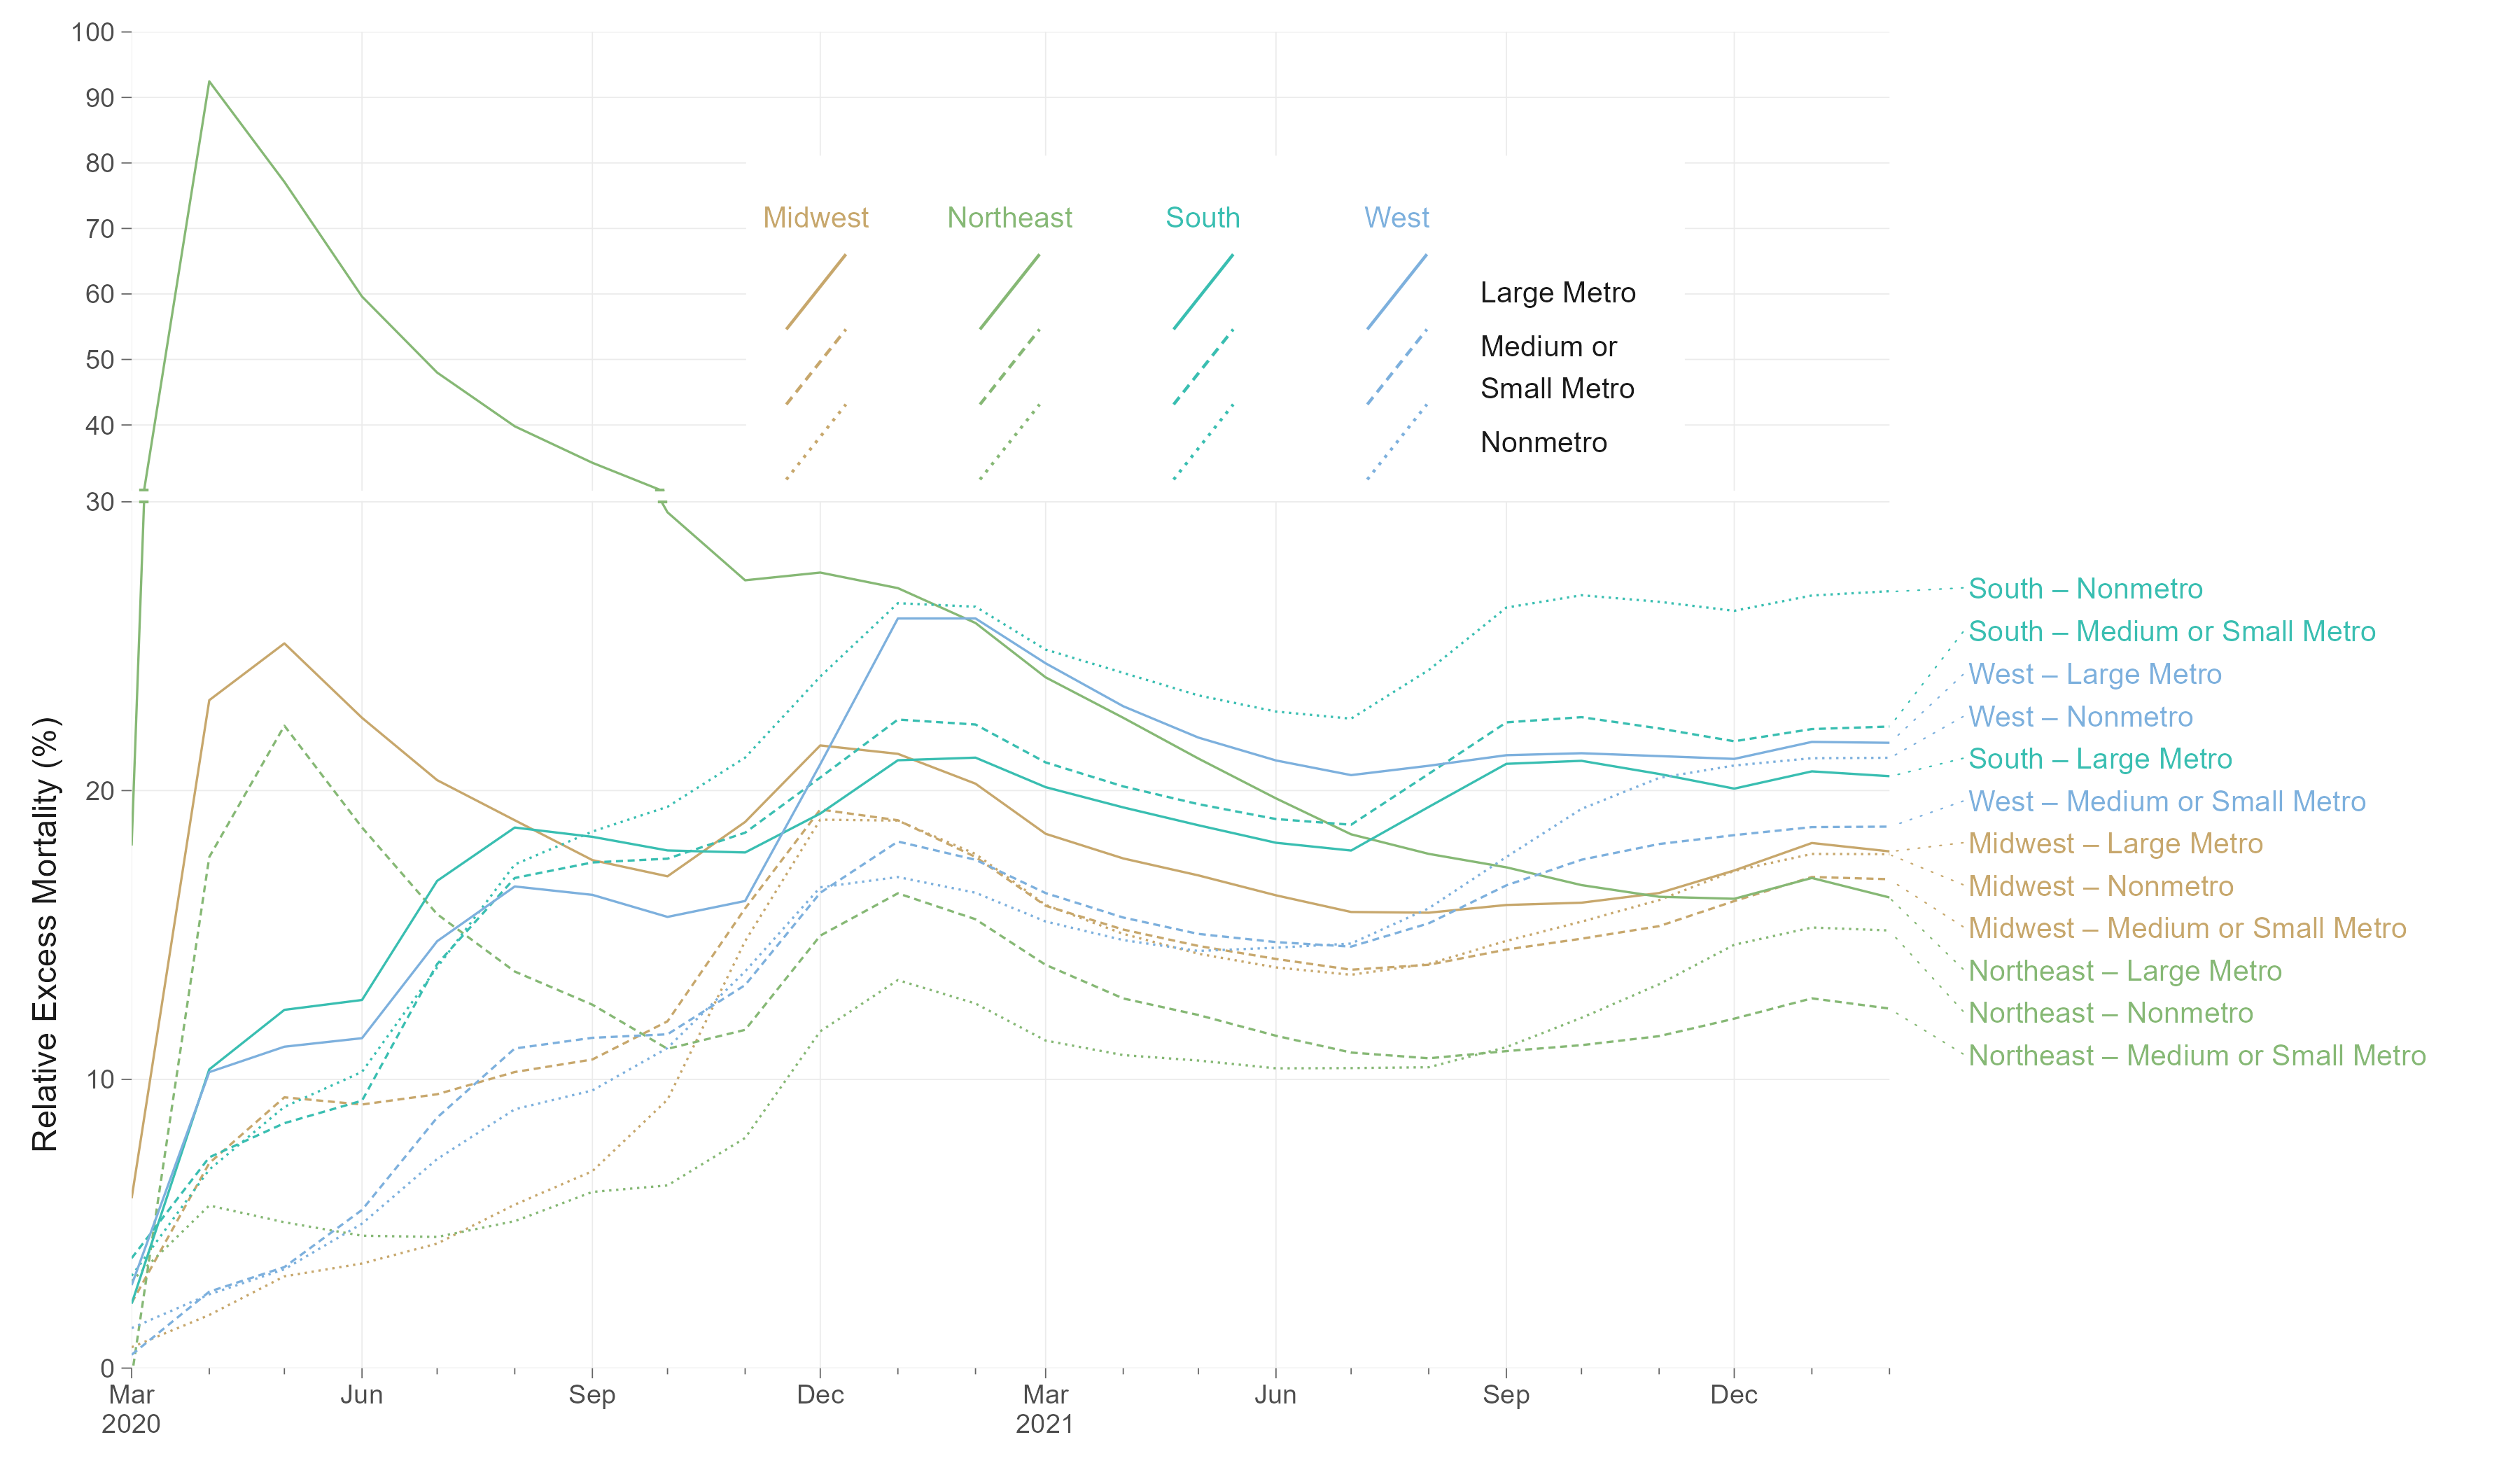 100
90
80
70
60
50
40
30
20
10
0
Relative Excess Mortality (%)
Midwest
Northeast
South
West
Large Metro
Medium or
Small Metro
Nonmetro
South – Nonmetro
South – Medium or Small Metro
West – Large Metro
West – Nonmetro
South – Large Metro
West – Medium or Small Metro
Midwest – Large Metro
Midwest – Nonmetro
Midwest – Medium or Small Metro
Northeast – Large Metro
Northeast – Nonmetro
Northeast – Medium or Small Metro
Mar
2020
Jun
Sep
Dec
Mar
2021
Jun
Sep
Dec